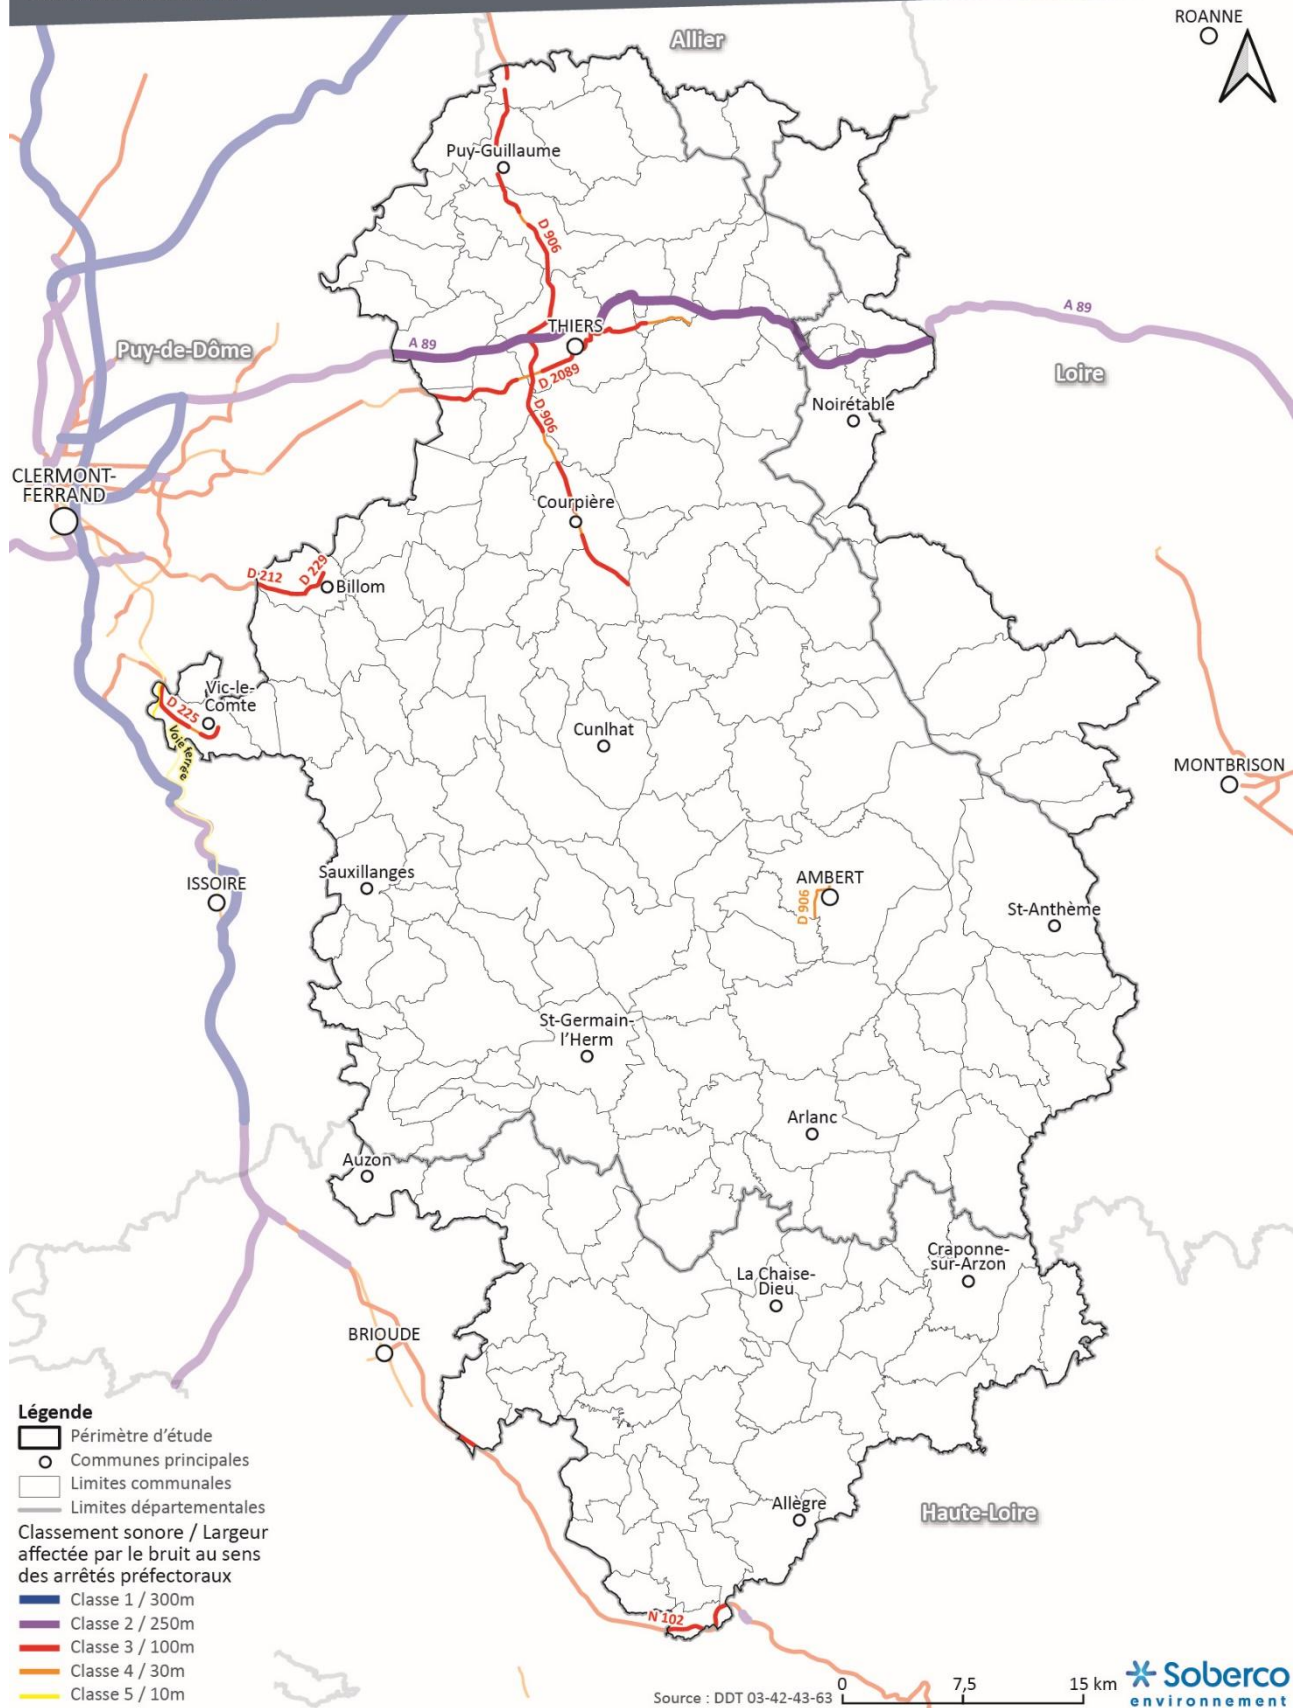 ROANNE
Allier
Puy-Guillaume
D 906
A 89
THIERS
A 89
Puy-de-Dôme
D 2089
Loire
D 906
Noirétable
CLERMONT-
FERRAND
Courpière
D 212
D 229
Billom
Vic-le-
Comte
D 225
Voie ferrée
Cunlhat
MONTBRISON
ISSOIRE
Sauxillanges
AMBERT
D 906
St-Anthème
St-Germain-
l'Herm
Arlanc
Auzon
Craponne-
sur-Arzon
La Chaise-
Dieu
BRIOUDE
Allègre
Haute-Loire
N 102
Légende
Périmètre d'étude
Communes principales
Limites communales
Limites départementales
Classement sonore / Largeur
affectée par le bruit au sens
des arrêtés préfectoraux
Classe 1 / 300m
Classe 2 / 250m
Classe 3 / 100m
Classe 4 / 30m
Classe 5 / 10m
Source : DDT 03-42-43-63
0 7,5 15 km
Soberco
environnement